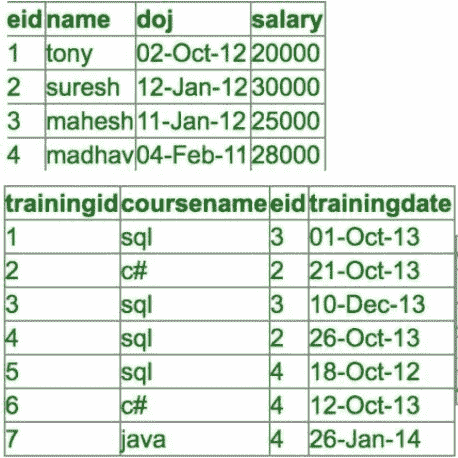 eid name doj salary
1 tony 02-Oct-12 20000
2 suresh 12-Jan-12 30000
3 mahesh 11-Jan-12 25000
4 madhav 04-Feb-11 28000
trainingid coursename eid trainingdate
1 sql 3 01-Oct-13
2 c# 2 21-Oct-13
3 sql 3 10-Dec-13
4 sql 2 26-Oct-13
5 sql 4 18-Oct-12
6 c# 4 12-Oct-13
7 java 4 26-Jan-14